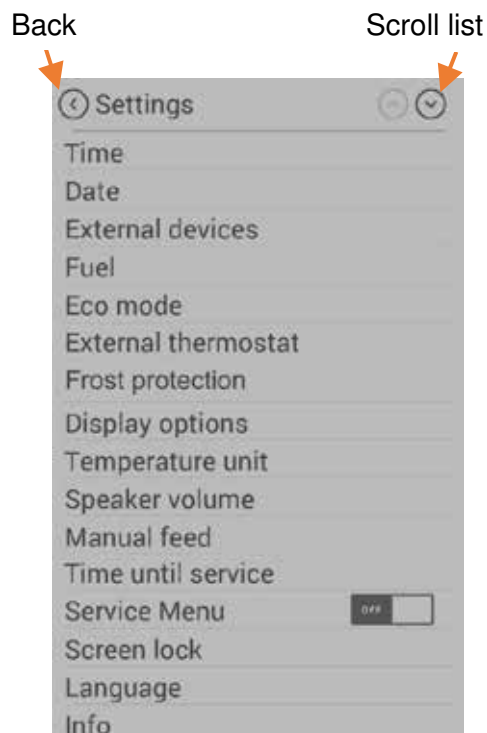 Back Scroll list
Settings
Time
Date
External devices
Fuel
Eco mode
External thermostat
Frost protection
Display options
Temperature unit
Speaker volume
Manual feed
Time until service
Service Menu OFF
Screen lock
Language
Info